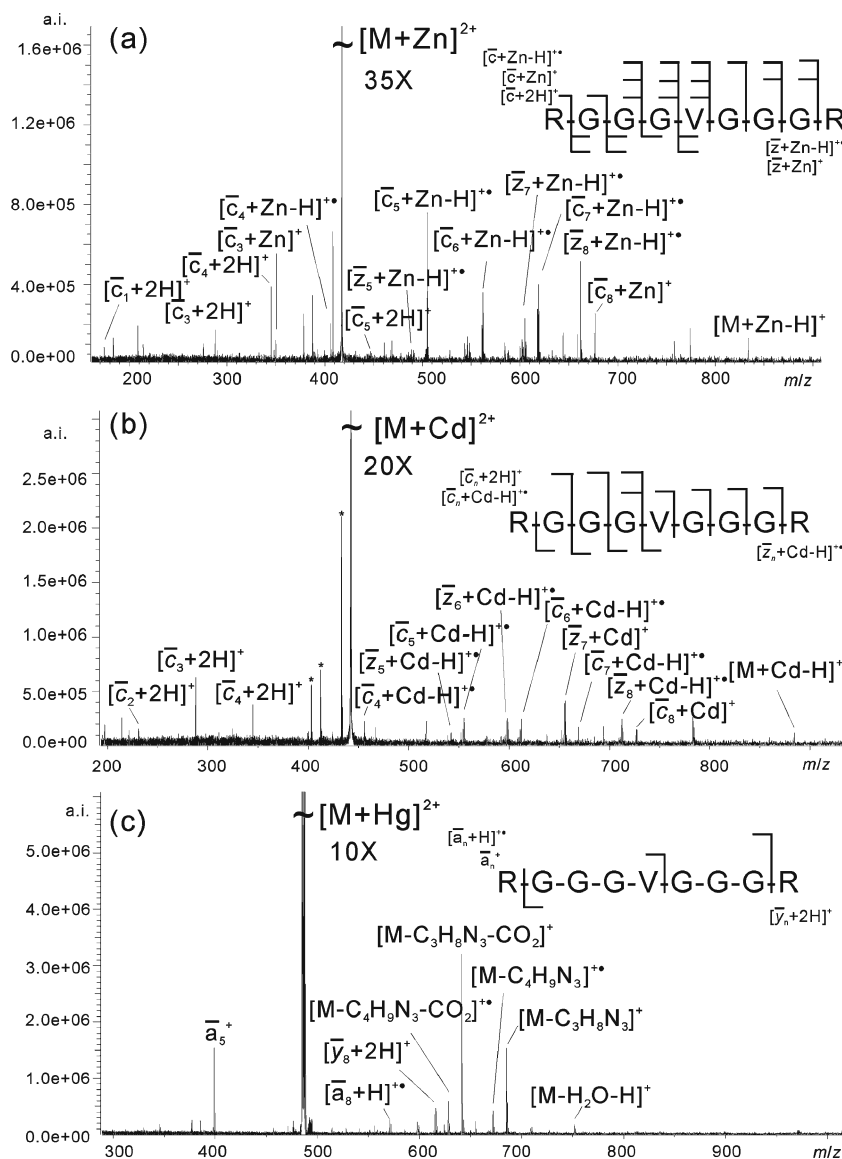 a.i.
(a)
~ [M+Zn]²⁺
35X
1.6e+06
1.2e+06
8.0e+05
4.0e+05
0.0e+00
[c̅+Zn-H]⁺•
[c̅+Zn]⁺
[c̅+2H]⁺
R-G-G-G-V-G-G-G-R
[z̅+Zn-H]⁺•
[z̅+Zn]⁺
[c̅₁+2H]⁺
[c̅₃+2H]⁺
[c̅₄+2H]⁺
[c̅₃+Zn]⁺
[c̅₄+Zn-H]⁺•
[c̅₅+2H]⁺
[z̅₅+Zn-H]⁺•
[c̅₅+Zn-H]⁺•
[c̅₆+Zn-H]⁺•
[z̅₇+Zn-H]⁺•
[c̅₇+Zn-H]⁺•
[z̅₈+Zn-H]⁺•
[c̅₈+Zn]⁺
[M+Zn-H]⁺
200 300 400 500 600 700 800 m/z
a.i.
(b)
~ [M+Cd]²⁺
20X
2.5e+06
2.0e+06
1.5e+06
1.0e+06
5.0e+05
0.0e+00
[c̅ₙ+2H]⁺
[c̅ₙ+Cd-H]⁺•
R-G-G-G-V-G-G-G-R
[z̅ₙ+Cd-H]⁺•
[c̅₂+2H]⁺
[c̅₃+2H]⁺
[c̅₄+2H]⁺
* * *
[c̅₄+Cd-H]⁺•
[z̅₅+Cd-H]⁺•
[c̅₅+Cd-H]⁺•
[z̅₆+Cd-H]⁺•
[c̅₆+Cd-H]⁺•
[z̅₇+Cd]⁺
[c̅₇+Cd-H]⁺•
[z̅₈+Cd-H]⁺•
[c̅₈+Cd]⁺
[M+Cd-H]⁺
200 300 400 500 600 700 800 m/z
a.i.
(c)
~ [M+Hg]²⁺
10X
5.0e+06
4.0e+06
3.0e+06
2.0e+06
1.0e+06
0.0e+00
[a̅ₙ+H]⁺•
a̅ₙ⁺
R-G-G-G-V-G-G-G-R
[y̅ₙ+2H]⁺
a̅₅⁺
[a̅₈+H]⁺•
[y̅₈+2H]⁺
[M-C₄H₉N₃-CO₂]⁺•
[M-C₃H₈N₃-CO₂]⁺
[M-C₄H₉N₃]⁺•
[M-C₃H₈N₃]⁺
[M-H₂O-H]⁺
300 400 500 600 700 800 900 m/z